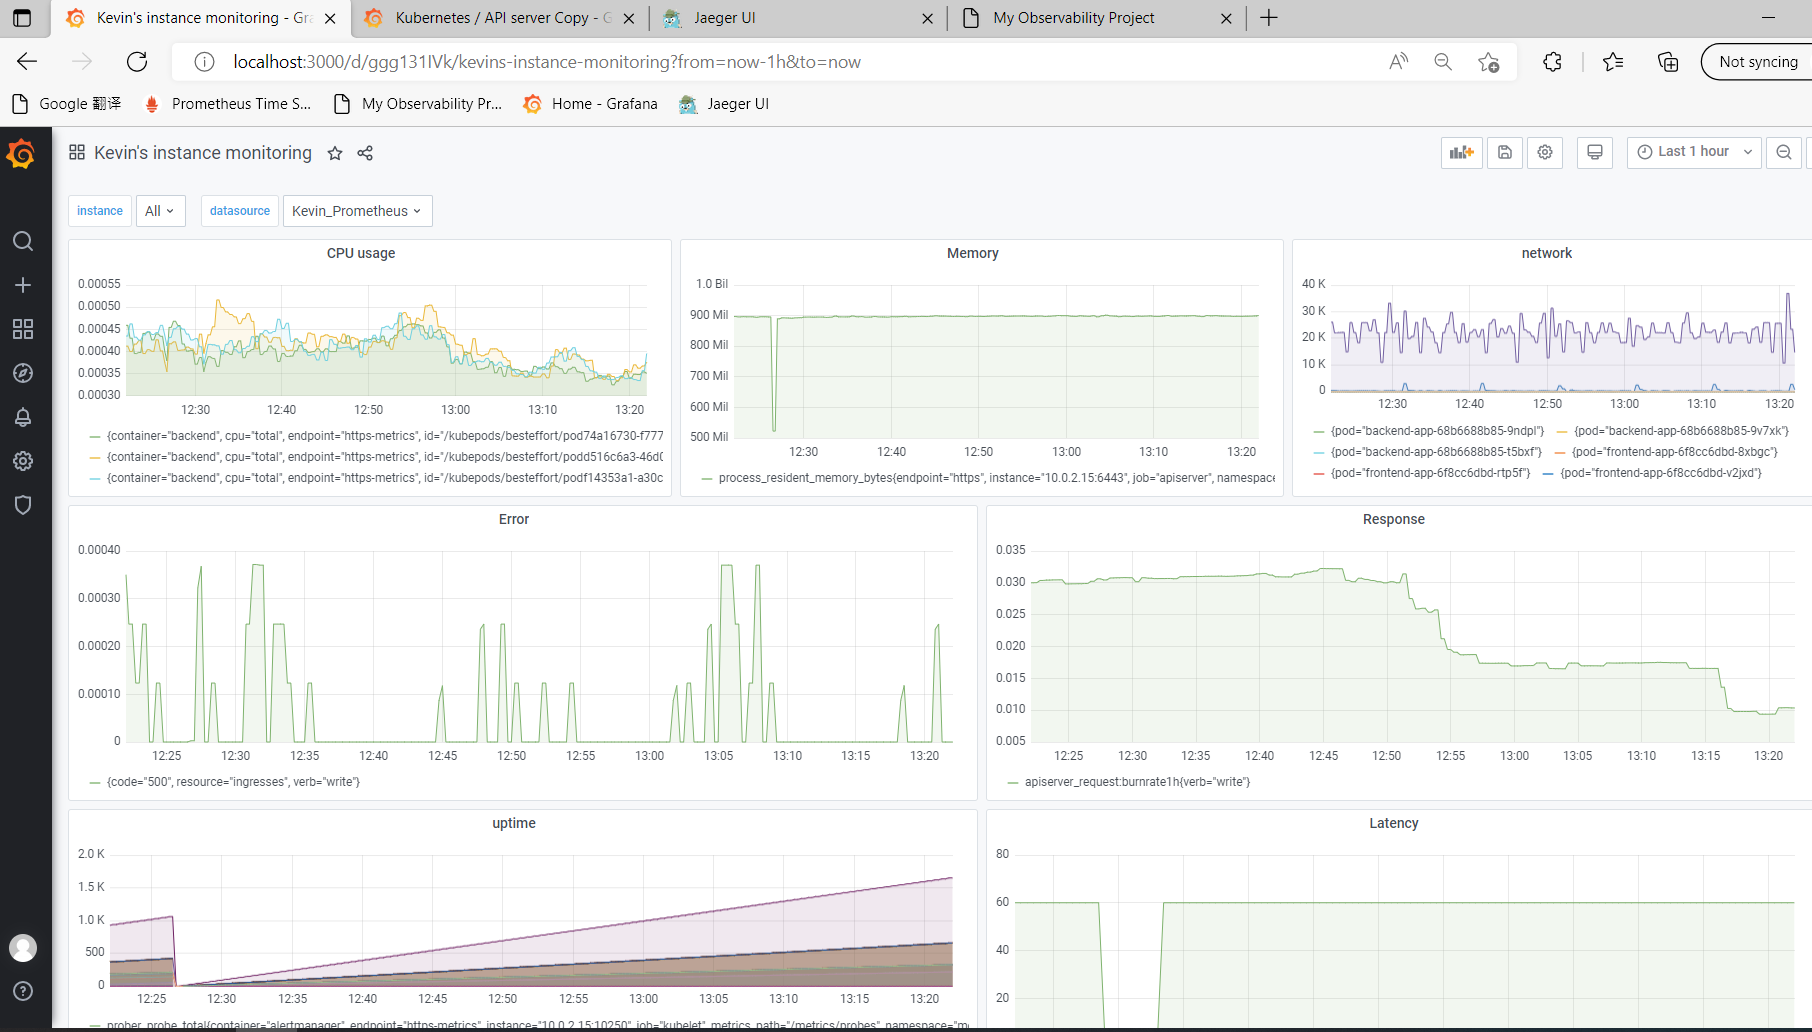 Kevin's instance monitoring - Gra
Kubernetes / API server Copy - G
Jaeger UI
My Observability Project
localhost:3000/d/ggg131IVk/kevins-instance-monitoring?from=now-1h&to=now
Not syncing
Google 翻译
Prometheus Time S...
My Observability Pr...
Home - Grafana
Jaeger UI
Kevin's instance monitoring
Last 1 hour
instance All datasource Kevin_Prometheus
CPU usage
0.00055
0.00050
0.00045
0.00040
0.00035
0.00030
12:30 12:40 12:50 13:00 13:10 13:20
{container="backend", cpu="total", endpoint="https-metrics", id="/kubepods/besteffort/pod74a16730-f777
{container="backend", cpu="total", endpoint="https-metrics", id="/kubepods/besteffort/podd516c6a3-46d0
{container="backend", cpu="total", endpoint="https-metrics", id="/kubepods/besteffort/podf14353a1-a30c
Memory
1.0 Bil
900 Mil
800 Mil
700 Mil
600 Mil
500 Mil
12:30 12:40 12:50 13:00 13:10 13:20
process_resident_memory_bytes{endpoint="https", instance="10.0.2.15:6443", job="apiserver", namespace
network
40 K
30 K
20 K
10 K
0
12:30 12:40 12:50 13:00 13:10 13:20
{pod="backend-app-68b6688b85-9ndpl"} {pod="backend-app-68b6688b85-9v7xk"}
{pod="backend-app-68b6688b85-t5bxf"} {pod="frontend-app-6f8cc6dbd-8xbgc"}
{pod="frontend-app-6f8cc6dbd-rtp5f"} {pod="frontend-app-6f8cc6dbd-v2jxd"}
Error
0.00040
0.00030
0.00020
0.00010
0
12:25 12:30 12:35 12:40 12:45 12:50 12:55 13:00 13:05 13:10 13:15 13:20
{code="500", resource="ingresses", verb="write"}
Response
0.035
0.030
0.025
0.020
0.015
0.010
0.005
12:25 12:30 12:35 12:40 12:45 12:50 12:55 13:00 13:05 13:10 13:15 13:20
apiserver_request:burnrate1h{verb="write"}
uptime
2.0 K
1.5 K
1.0 K
500
0
12:25 12:30 12:35 12:40 12:45 12:50 12:55 13:00 13:05 13:10 13:15 13:20
prober_probe_total{container="alertmanager", endpoint="https-metrics", instance="10.0.2.15:10250", job="kubelet", metrics_path="/metrics/probes", namespace="mo
Latency
80
60
40
20